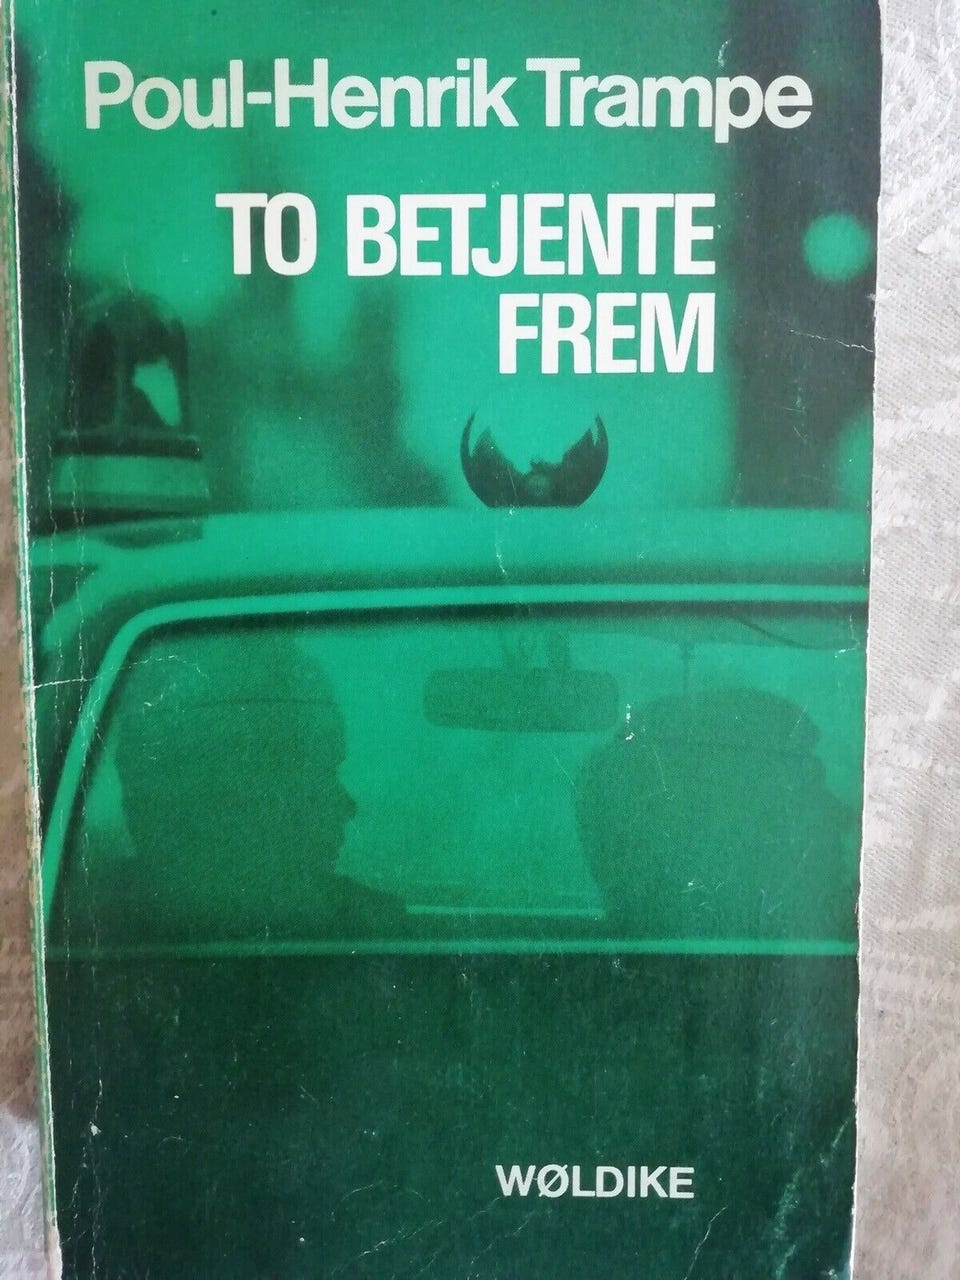 Poul-Henrik Trampe
TO BETJENTE
FREM
WØLDIKE